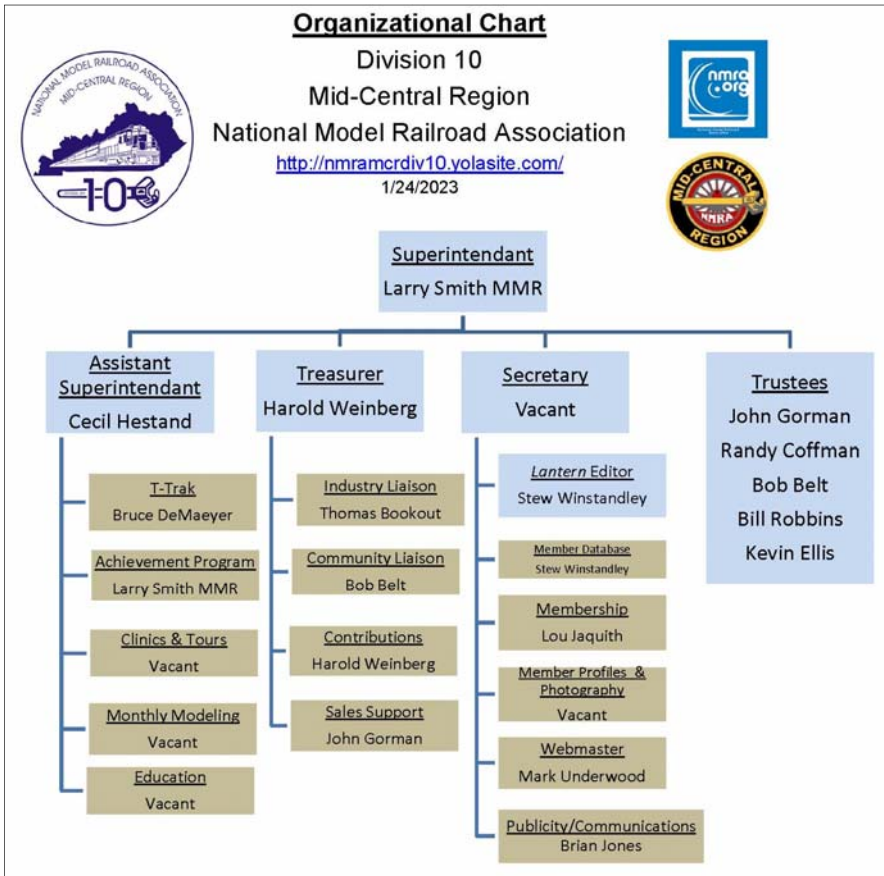 Organizational Chart
Division 10
Mid-Central Region
National Model Railroad Association
http://nmramcrdiv10.yolasite.com/
1/24/2023
NATIONAL MODEL RAILROAD ASSOCIATION
MID-CENTRAL REGION
10
nmra
.org
MID-CENTRAL
NMRA
REGION
Superintendant
Larry Smith MMR
Assistant
Superintendant
Cecil Hestand
T-Trak
Bruce DeMaeyer
Achievement Program
Larry Smith MMR
Clinics & Tours
Vacant
Monthly Modeling
Vacant
Education
Vacant
Treasurer
Harold Weinberg
Industry Liaison
Thomas Bookout
Community Liaison
Bob Belt
Contributions
Harold Weinberg
Sales Support
John Gorman
Secretary
Vacant
Lantern Editor
Stew Winstandley
Member Database
Stew Winstandley
Membership
Lou Jaquith
Member Profiles &
Photography
Vacant
Webmaster
Mark Underwood
Publicity/Communications
Brian Jones
Trustees
John Gorman
Randy Coffman
Bob Belt
Bill Robbins
Kevin Ellis